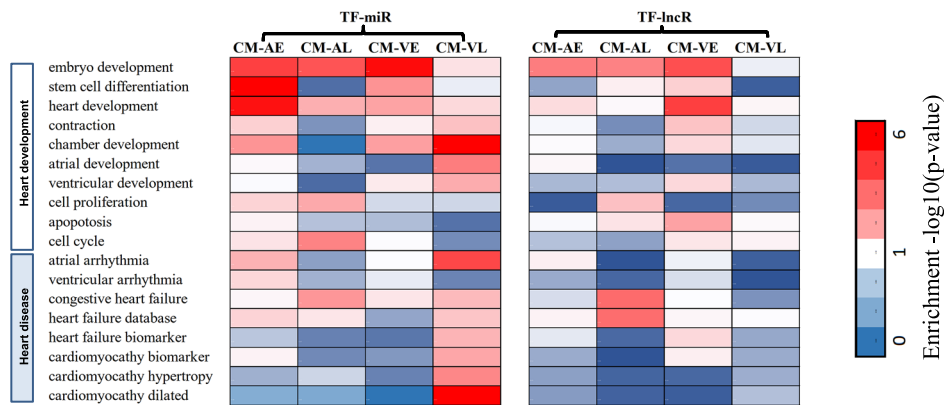 TF-miR
TF-lncR
CM-AE CM-AL CM-VE CM-VL
CM-AE CM-AL CM-VE CM-VL
Heart development
embryo development
stem cell differentiation
heart development
contraction
chamber development
atrial development
ventricular development
cell proliferation
apopotosis
cell cycle
Heart disease
atrial arrhythmia
ventricular arrhythmia
congestive heart failure
heart failure database
heart failure biomarker
cardiomyocathy biomarker
cardiomyocathy hypertropy
cardiomyocathy dilated
6
1
0
Enrichment -log10(p-value)